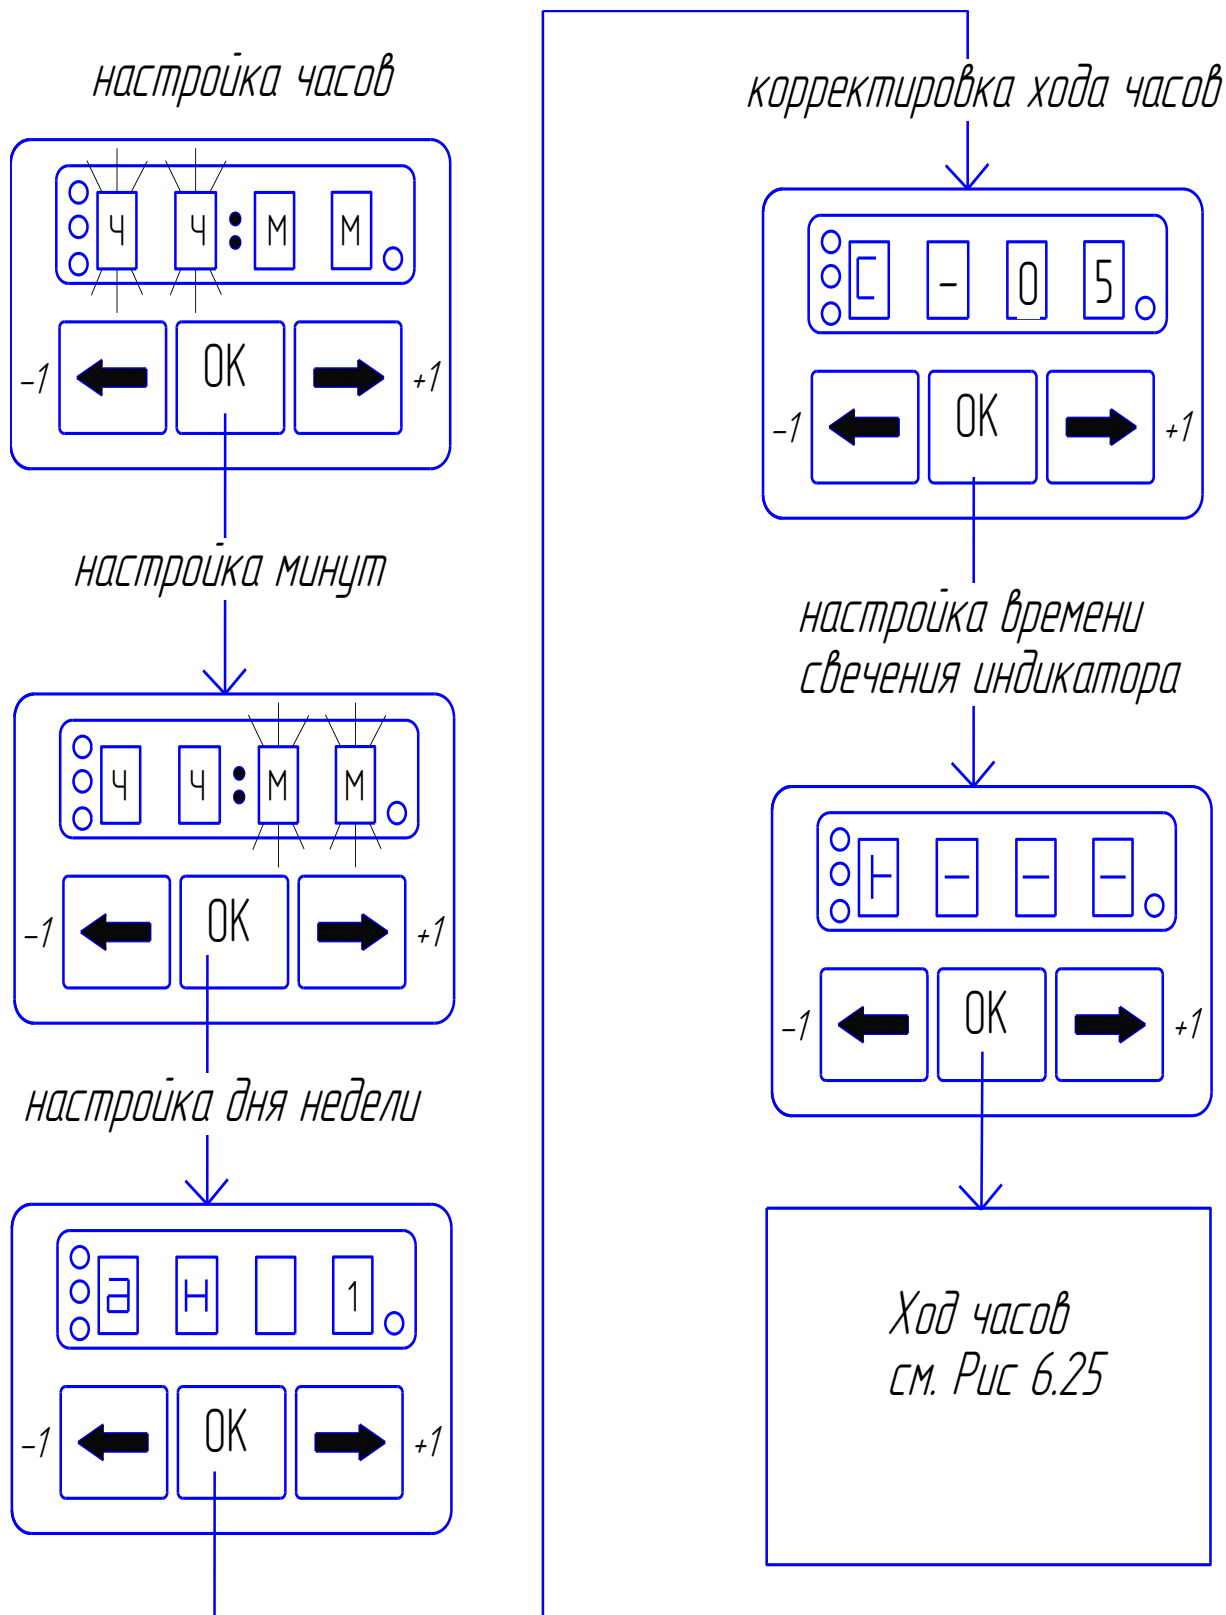 настройка часов
Ч Ч : М М
-1 OK +1
настройка минут
Ч Ч : М М
-1 OK +1
настройка дня недели
д н 1
-1 OK +1
корректировка хода часов
С - 0 5
-1 OK +1
настройка времени
свечения индикатора
⊢ - - -
-1 OK +1
Ход часов
см. Рис 6.25